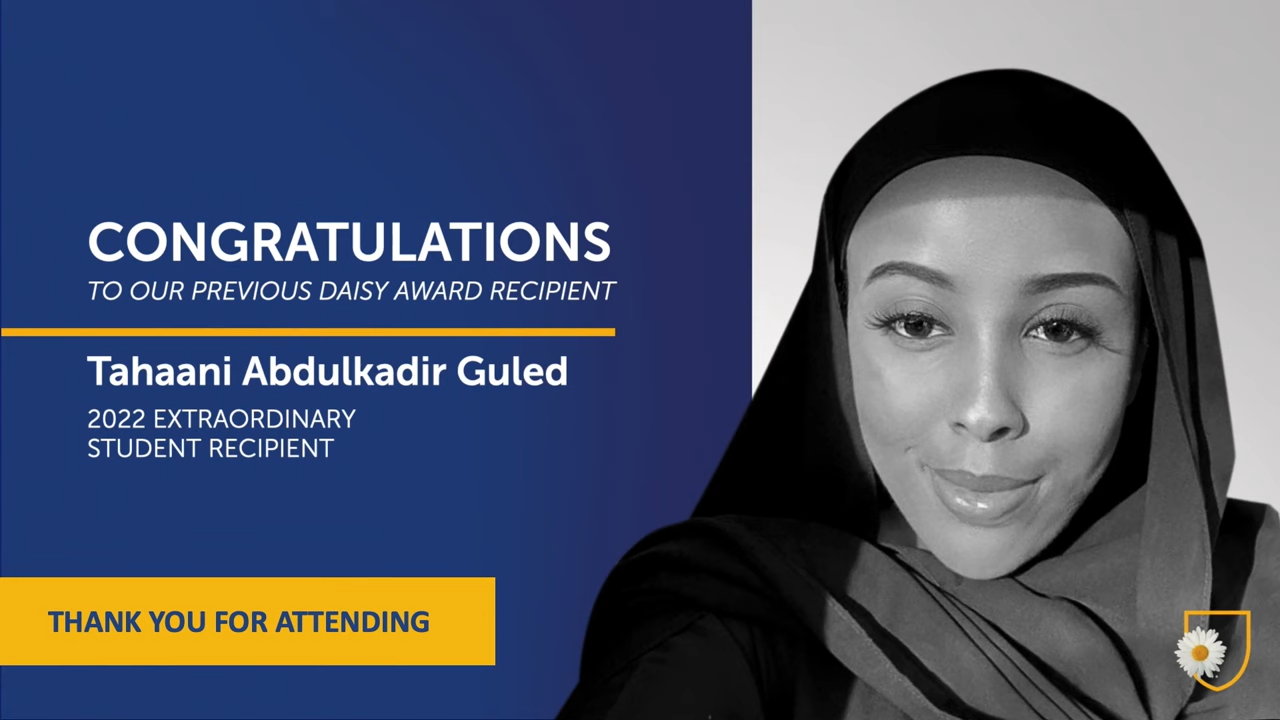 CONGRATULATIONS
TO OUR PREVIOUS DAISY AWARD RECIPIENT
Tahaani Abdulkadir Guled
2022 EXTRAORDINARY
STUDENT RECIPIENT
THANK YOU FOR ATTENDING